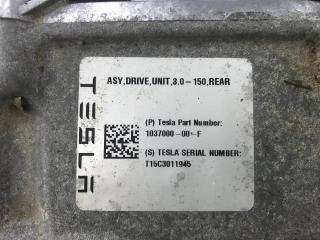 TESLA
ASY,DRIVE,UNIT,3.0-150,REAR
(P) Tesla Part Number:
1037000-00-F
(S) TESLA SERIAL NUMBER:
T15C3011945